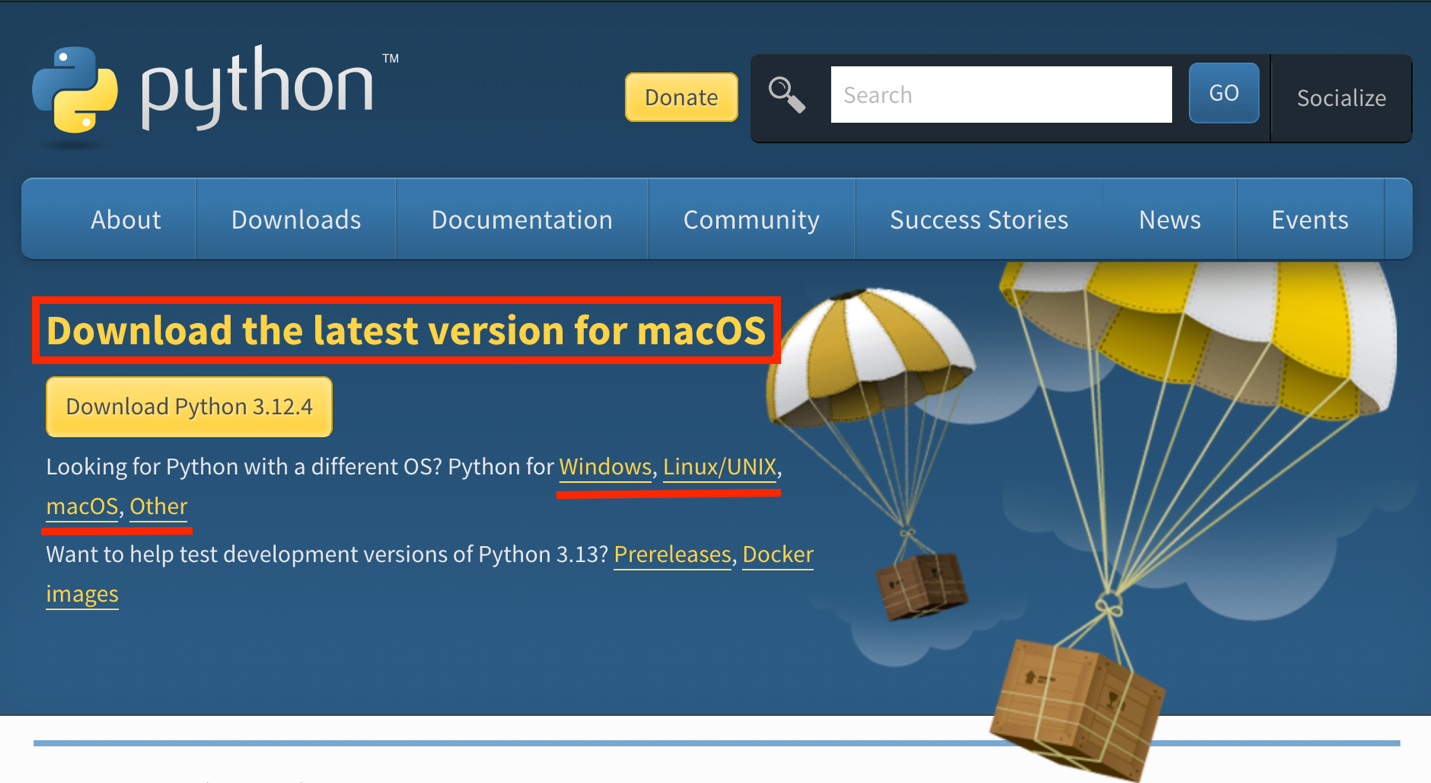 python ™
Donate
Search
GO
Socialize
About
Downloads
Documentation
Community
Success Stories
News
Events
Download the latest version for macOS
Download Python 3.12.4
Looking for Python with a different OS? Python for Windows, Linux/UNIX,
macOS, Other
Want to help test development versions of Python 3.13? Prereleases, Docker
images